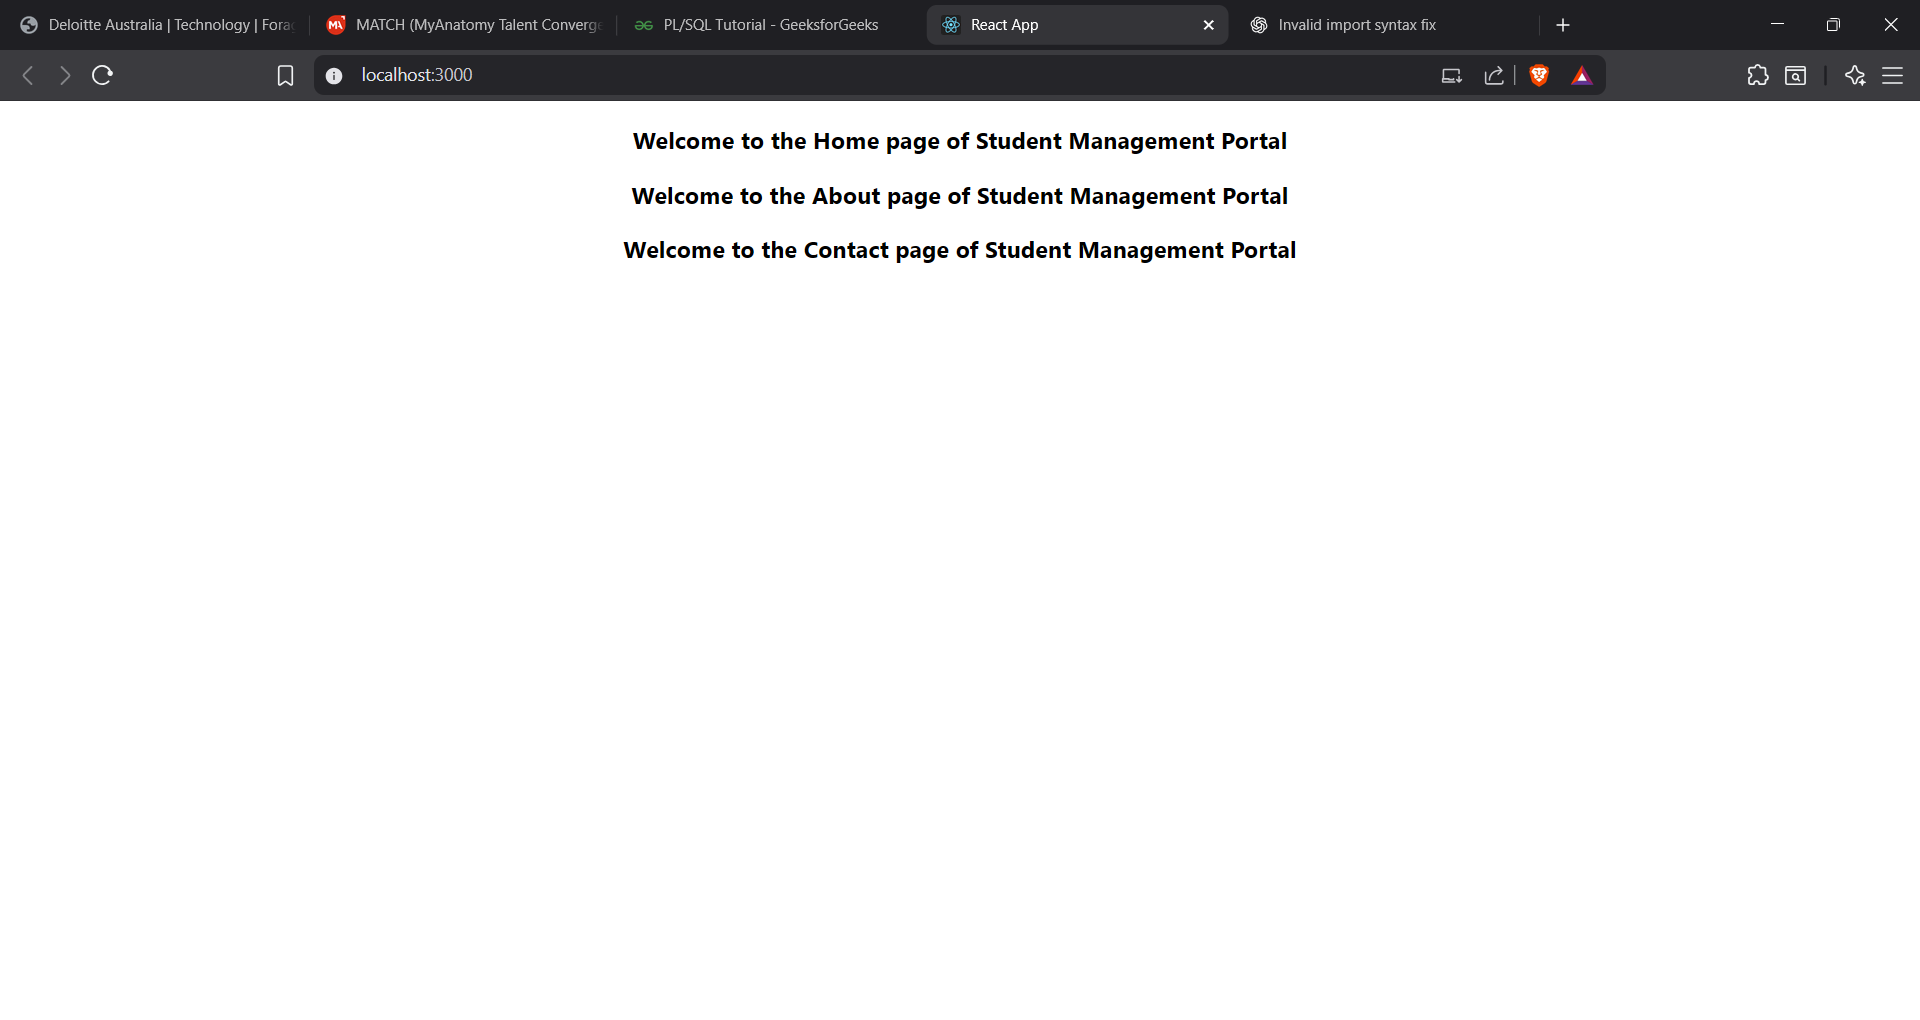 Deloitte Australia | Technology | Fora
MATCH (MyAnatomy Talent Converge
PL/SQL Tutorial - GeeksforGeeks
React App
Invalid import syntax fix
localhost:3000
Welcome to the Home page of Student Management Portal
Welcome to the About page of Student Management Portal
Welcome to the Contact page of Student Management Portal